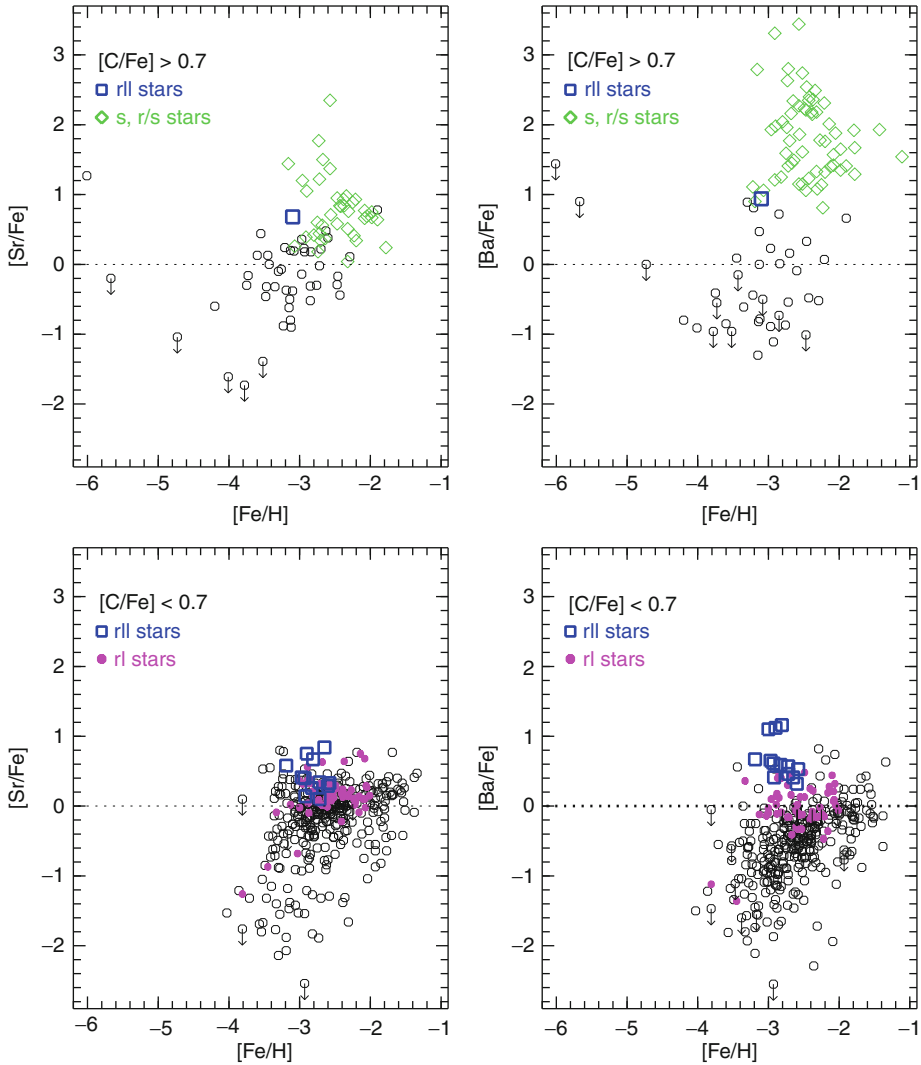 [C/Fe] > 0.7
rII stars
s, r/s stars
[Sr/Fe]
3
2
1
0
−1
−2
−6 −5 −4 −3 −2 −1
[Fe/H]
[C/Fe] > 0.7
rII stars
s, r/s stars
[Ba/Fe]
3
2
1
0
−1
−2
−6 −5 −4 −3 −2 −1
[Fe/H]
[C/Fe] < 0.7
rII stars
rI stars
[Sr/Fe]
3
2
1
0
−1
−2
−6 −5 −4 −3 −2 −1
[Fe/H]
[C/Fe] < 0.7
rII stars
rI stars
[Ba/Fe]
3
2
1
0
−1
−2
−6 −5 −4 −3 −2 −1
[Fe/H]